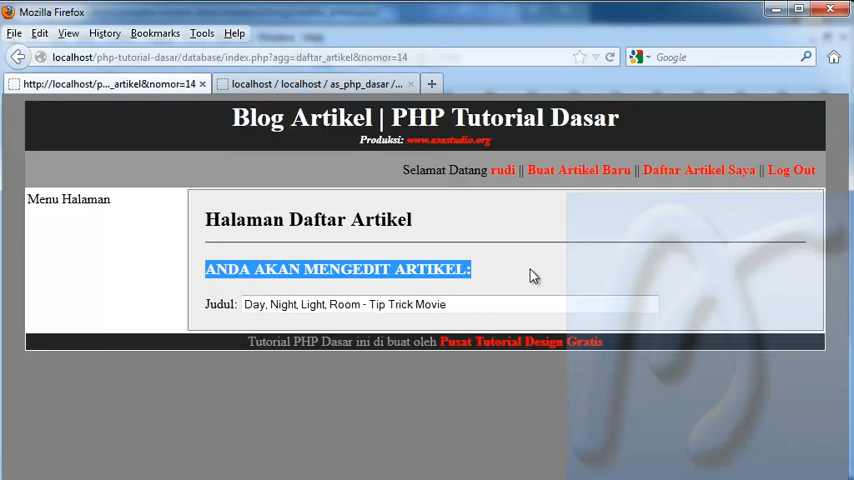 Mozilla Firefox
File Edit View History Bookmarks Tools Help
localhost/php-tutorial-dasar/database/index.php?agg=daftar_artikel&nomor=14
Google
http://localhost/p..._artikel&nomor=14
localhost / localhost / as_php_dasar /...
Blog Artikel | PHP Tutorial Dasar
Produksi: www.asastudio.org
Selamat Datang rudi || Buat Artikel Baru || Daftar Artikel Saya || Log Out
Menu Halaman
Halaman Daftar Artikel
ANDA AKAN MENGEDIT ARTIKEL:
Judul: Day, Night, Light, Room - Tip Trick Movie
Tutorial PHP Dasar ini di buat oleh Pusat Tutorial Design Gratis